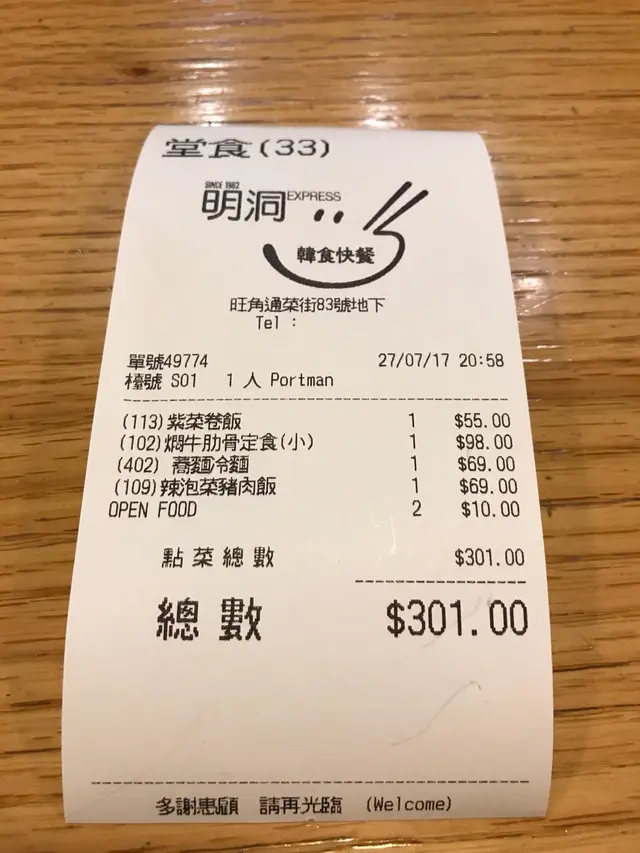 堂食(33)
SINCE 1962
明洞 EXPRESS
韓食快餐
旺角通菜街83號地下
Tel :
單號49774 27/07/17 20:58
檯號 S01 1 人 Portman
(113)紫菜卷飯 1 $55.00
(102)燜牛肋骨定食(小) 1 $98.00
(402) 蕎麵冷麵 1 $69.00
(109)辣泡菜豬肉飯 1 $69.00
OPEN FOOD 2 $10.00
點菜總數 $301.00
總數 $301.00
多謝惠顧 請再光臨 (Welcome)